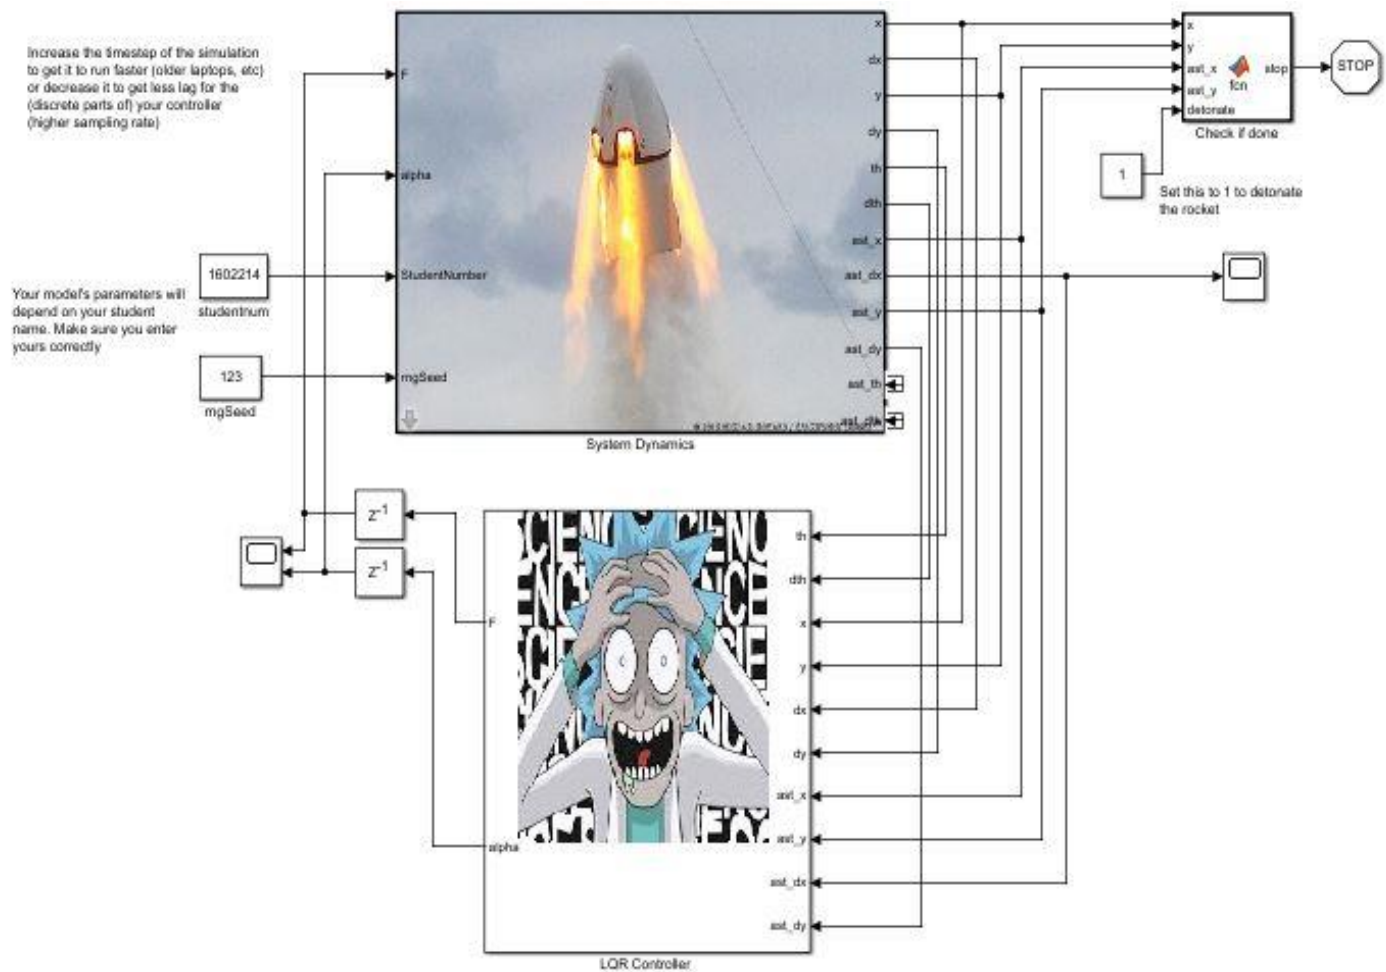 Increase the timestep of the simulation
to get it to run faster (older laptops, etc)
or decrease it to get less lag for the
(discrete parts of) your controller
(higher sampling rate)
F
alpha
StudentNumber
rngSeed
x
dx
y
dy
th
dth
ast_x
ast_dx
ast_y
ast_dy
ast_th
ast_dth
System Dynamics
1602214
studentnum
Your model's parameters will
depend on your student
name. Make sure you enter
yours correctly
123
rngSeed
x
y
ast_x
ast_y
detonate
fcn
stop
STOP
Check if done
1
Set this to 1 to detonate
the rocket
z-1
z-1
F
alpha
th
dth
x
y
dx
dy
ast_x
ast_y
ast_dx
ast_dy
SCIENCE
LQR Controller